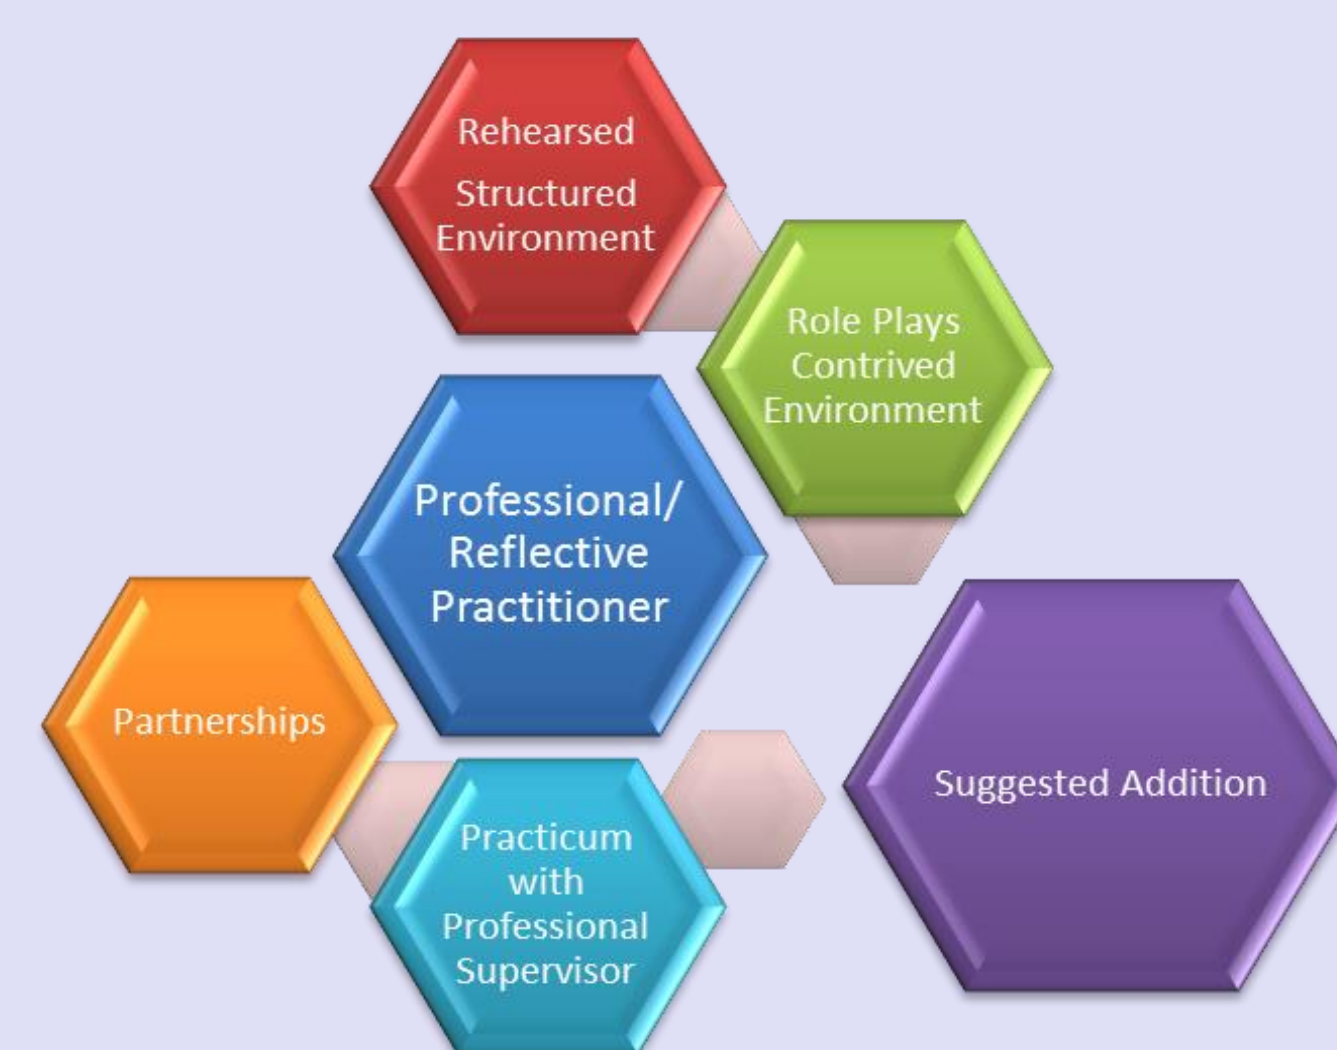 Rehearsed
Structured
Environment
Role Plays
Contrived
Environment
Professional/
Reflective
Practitioner
Partnerships
Suggested Addition
Practicum
with
Professional
Supervisor